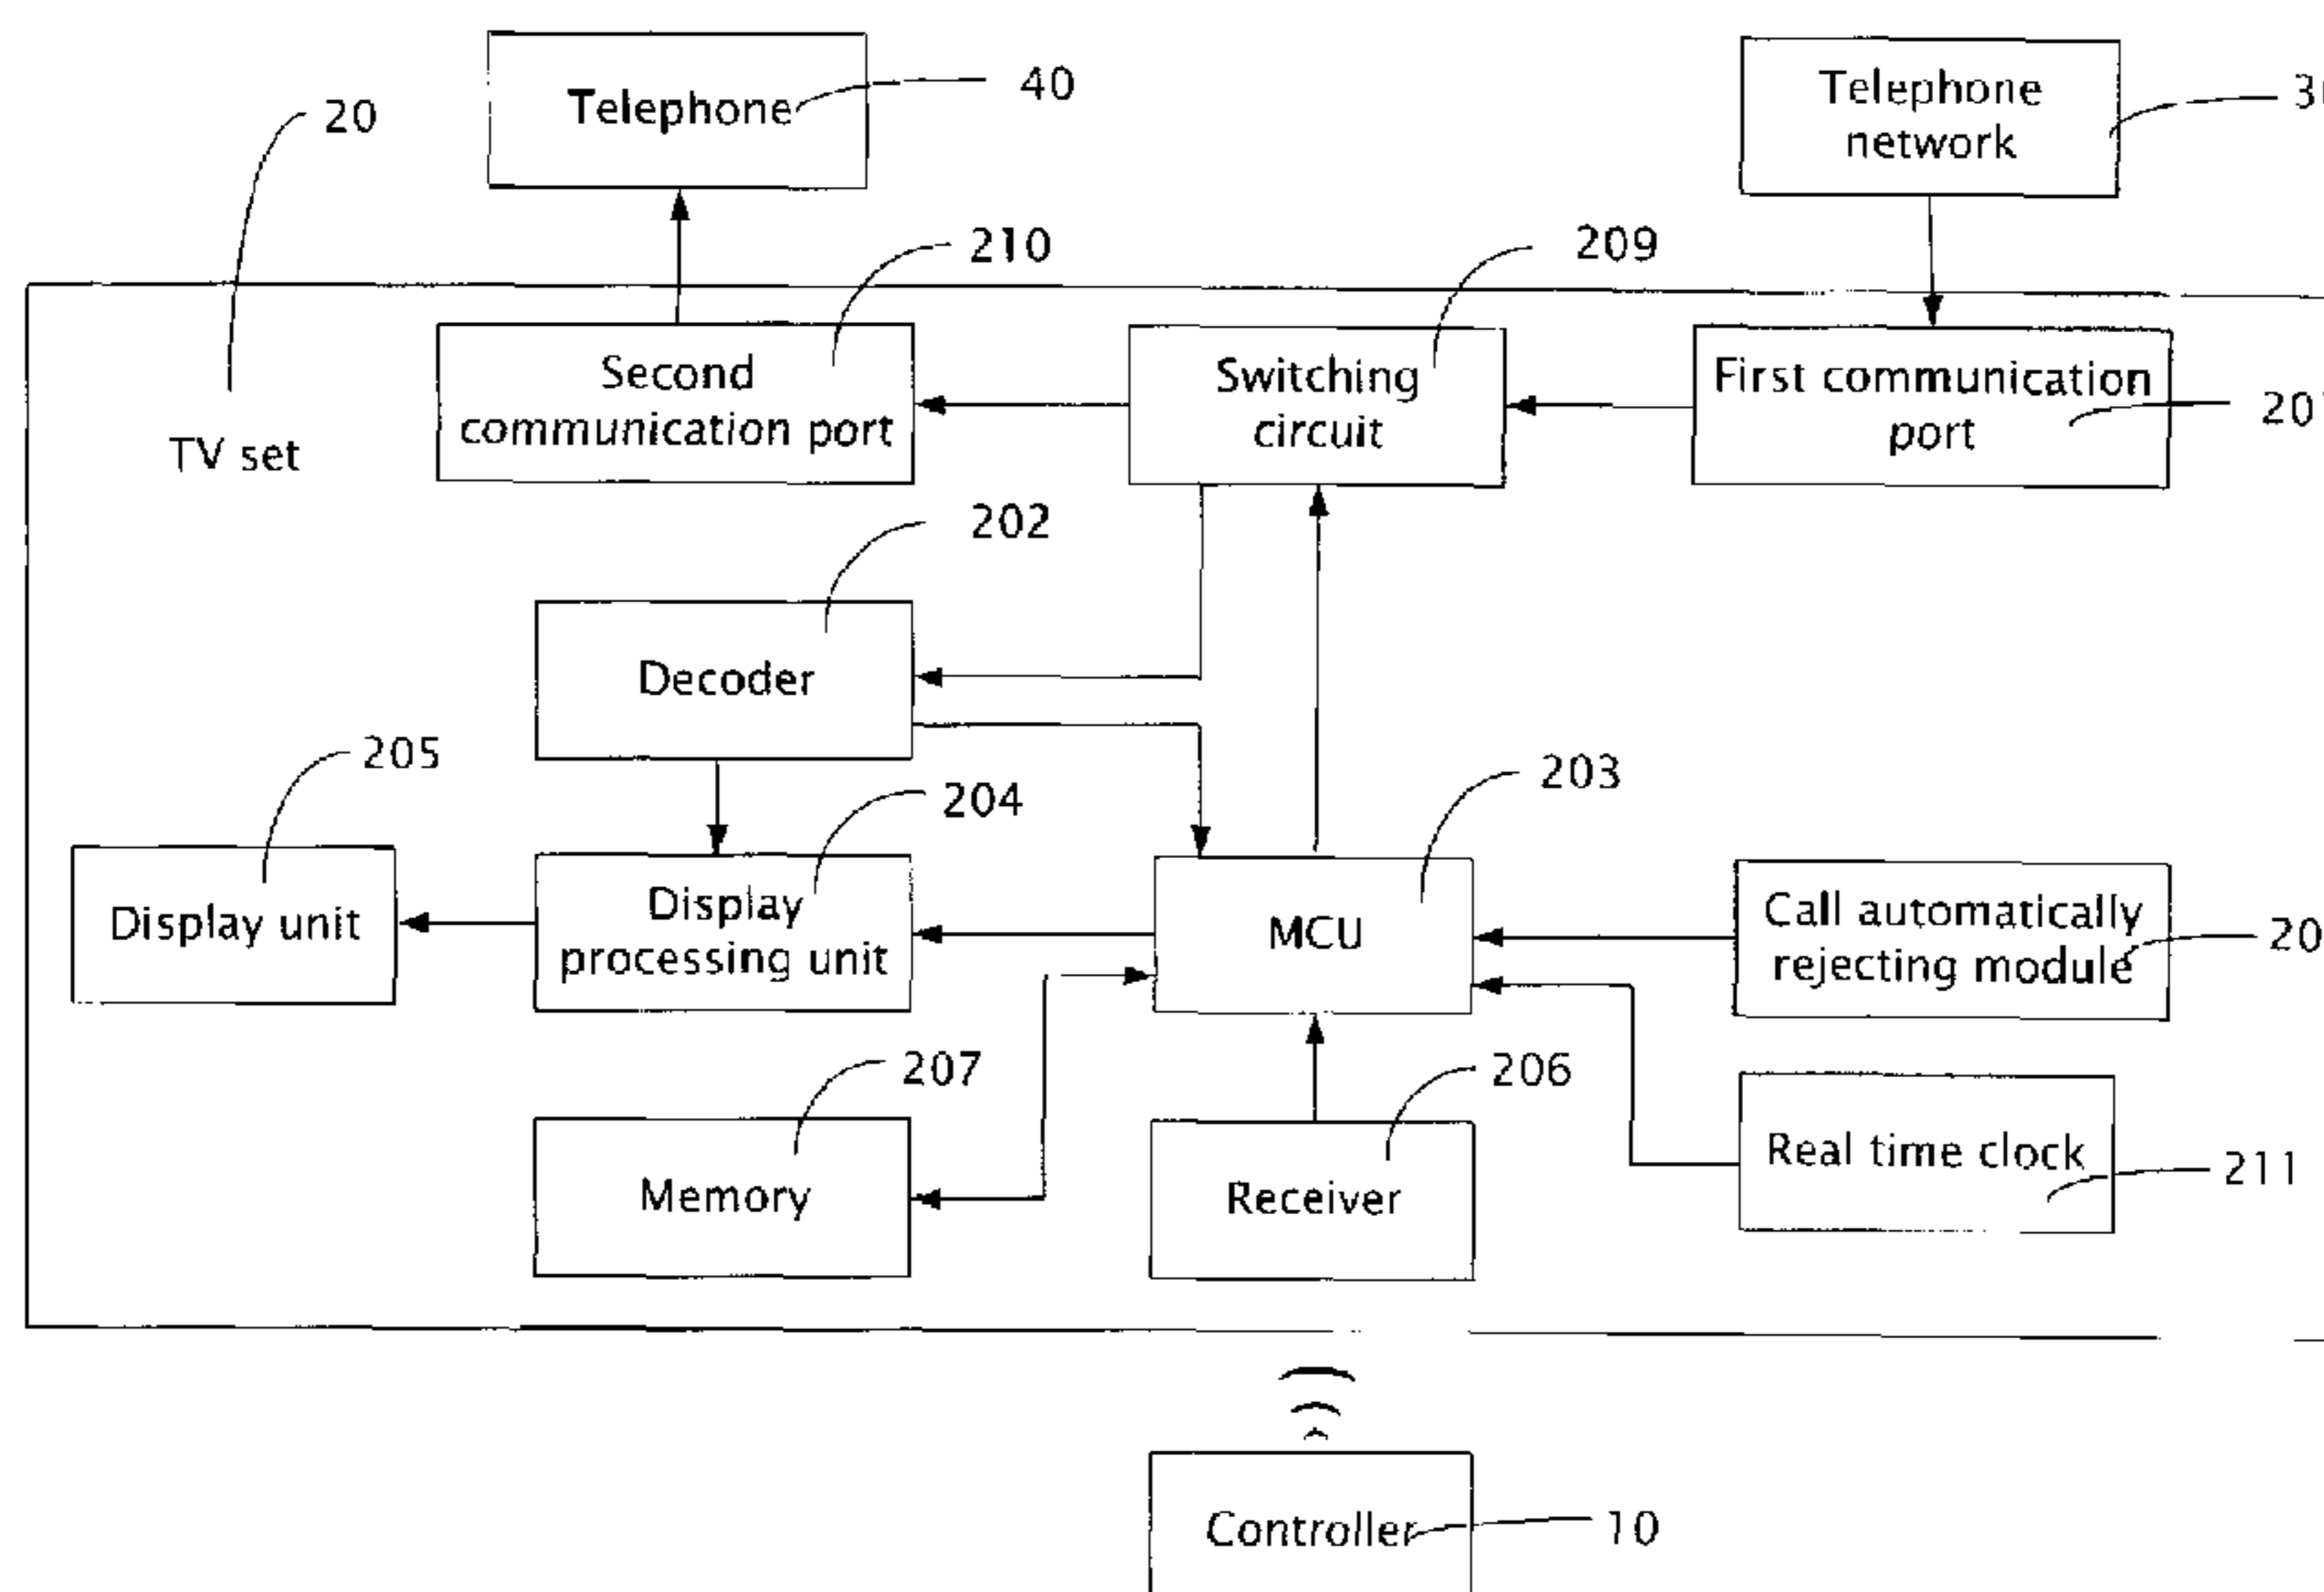 Telephone
40
Telephone
network
20
210
209
Second
communication port
Switching
circuit
First communication
port
TV set
202
Decoder
205
204
203
Display unit
Display
processing unit
MCU
Call automatically
rejecting module
207
206
Memory
Receiver
Real time clock
211
Controller
10